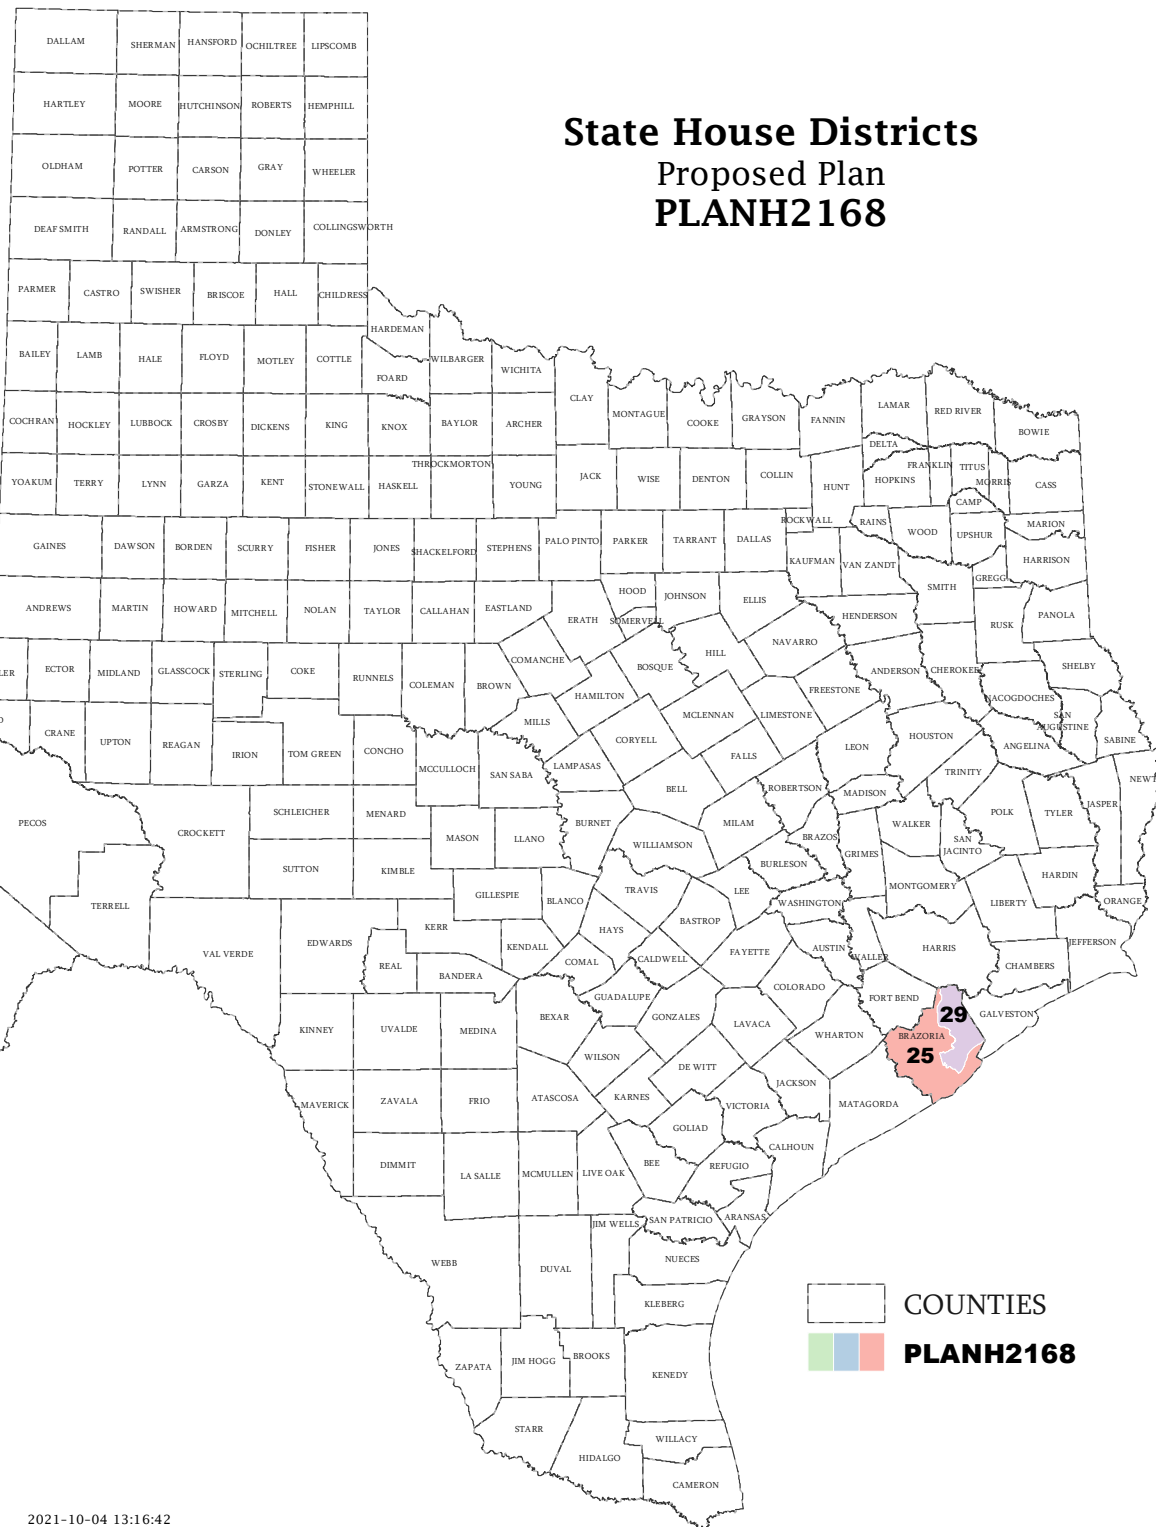 State House Districts
Proposed Plan
PLANH2168
DALLAM
SHERMAN
HANSFORD
OCHILTREE
LIPSCOMB
HARTLEY
MOORE
HUTCHINSON
ROBERTS
HEMPHILL
OLDHAM
POTTER
CARSON
GRAY
WHEELER
DEAF SMITH
RANDALL
ARMSTRONG
DONLEY
COLLINGSWORTH
PARMER
CASTRO
SWISHER
BRISCOE
HALL
CHILDRESS
HARDEMAN
BAILEY
LAMB
HALE
FLOYD
MOTLEY
COTTLE
FOARD
WILBARGER
WICHITA
CLAY
MONTAGUE
COOKE
GRAYSON
FANNIN
LAMAR
RED RIVER
BOWIE
COCHRAN
HOCKLEY
LUBBOCK
CROSBY
DICKENS
KING
KNOX
BAYLOR
ARCHER
DELTA
THROCKMORTON
FRANKLIN
TITUS
MORRIS
CASS
YOAKUM
TERRY
LYNN
GARZA
KENT
STONEWALL
HASKELL
YOUNG
JACK
WISE
DENTON
COLLIN
HUNT
HOPKINS
CAMP
ROCKWALL
RAINS
WOOD
UPSHUR
MARION
GAINES
DAWSON
BORDEN
SCURRY
FISHER
JONES
SHACKELFORD
STEPHENS
PALO PINTO
PARKER
TARRANT
DALLAS
KAUFMAN
VAN ZANDT
SMITH
GREGG
HARRISON
ANDREWS
MARTIN
HOWARD
MITCHELL
NOLAN
TAYLOR
CALLAHAN
EASTLAND
ERATH
HOOD
SOMERVELL
JOHNSON
ELLIS
HENDERSON
RUSK
PANOLA
LER
ECTOR
MIDLAND
GLASSCOCK
STERLING
COKE
RUNNELS
COLEMAN
BROWN
COMANCHE
HAMILTON
BOSQUE
HILL
NAVARRO
FREESTONE
ANDERSON
CHEROKEE
NACOGDOCHES
SHELBY
CRANE
UPTON
REAGAN
IRION
TOM GREEN
CONCHO
MCCULLOCH
SAN SABA
MILLS
LAMPASAS
CORYELL
MCLENNAN
LIMESTONE
FALLS
LEON
HOUSTON
ANGELINA
SAN
AUGUSTINE
SABINE
TRINITY
NEWT
PECOS
CROCKETT
SCHLEICHER
MENARD
MASON
LLANO
BURNET
BELL
MILAM
ROBERTSON
MADISON
BRAZOS
WALKER
SAN
JACINTO
POLK
TYLER
JASPER
SUTTON
KIMBLE
WILLIAMSON
BURLESON
GRIMES
MONTGOMERY
HARDIN
TERRELL
GILLESPIE
BLANCO
TRAVIS
LEE
WASHINGTON
LIBERTY
ORANGE
VAL VERDE
EDWARDS
KERR
KENDALL
HAYS
BASTROP
FAYETTE
AUSTIN
WALLER
HARRIS
JEFFERSON
REAL
BANDERA
COMAL
CALDWELL
COLORADO
CHAMBERS
KINNEY
UVALDE
MEDINA
BEXAR
GUADALUPE
GONZALES
LAVACA
WHARTON
FORT BEND
GALVESTON
29
BRAZORIA
25
WILSON
DE WITT
MAVERICK
ZAVALA
FRIO
ATASCOSA
KARNES
VICTORIA
JACKSON
MATAGORDA
GOLIAD
DIMMIT
LA SALLE
MCMULLEN
LIVE OAK
BEE
REFUGIO
CALHOUN
JIM WELLS
SAN PATRICIO
ARANSAS
WEBB
DUVAL
NUECES
KLEBERG
ZAPATA
JIM HOGG
BROOKS
KENEDY
STARR
HIDALGO
WILLACY
CAMERON
COUNTIES
PLANH2168
2021-10-04 13:16:42